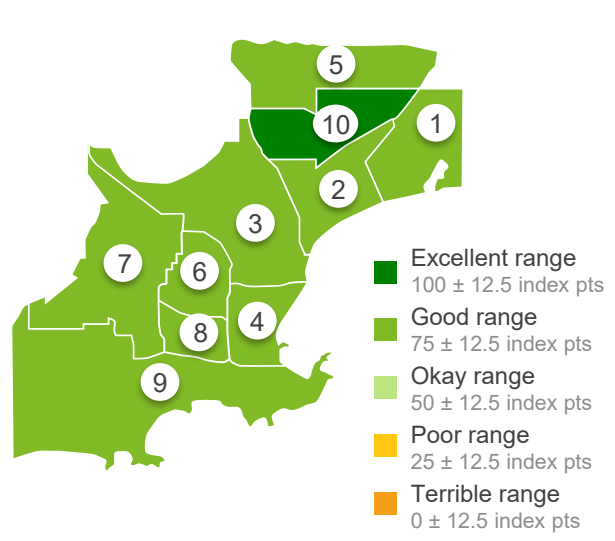 5
1
10
2
3
7
6
4
8
9
Excellent range
100 ± 12.5 index pts
Good range
75 ± 12.5 index pts
Okay range
50 ± 12.5 index pts
Poor range
25 ± 12.5 index pts
Terrible range
0 ± 12.5 index pts